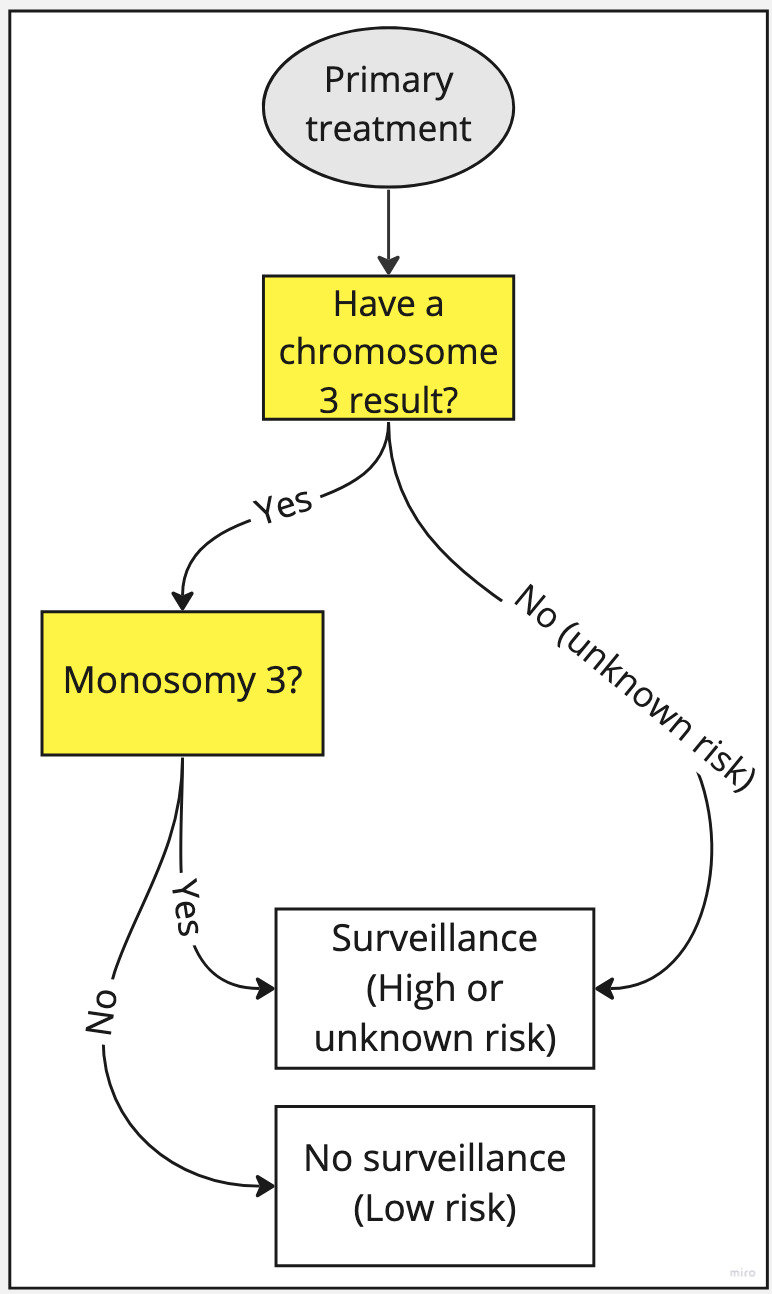 Primary
treatment
Have a
chromosome
3 result?
Yes
No (unknown risk)
Monosomy 3?
Yes
No
Surveillance
(High or
unknown risk)
No surveillance
(Low risk)
miro